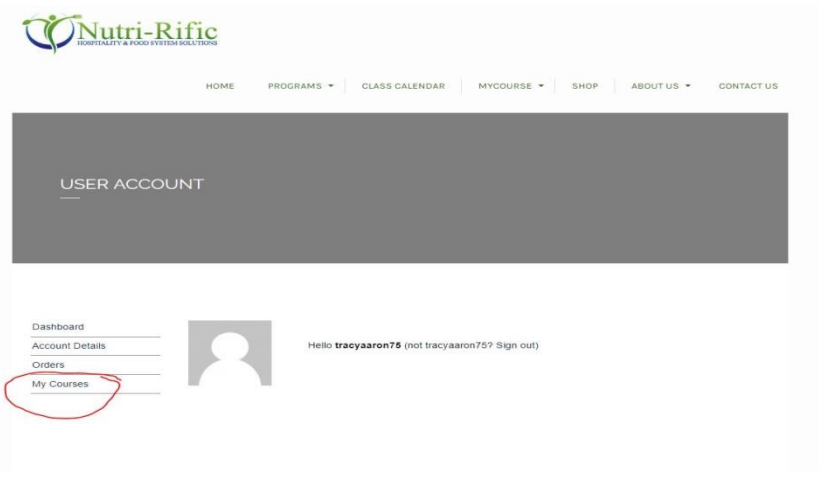 Nutri-Rific
HOSPITALITY & FOOD SYSTEM SOLUTIONS
HOME PROGRAMS CLASS CALENDAR MYCOURSE SHOP ABOUT US CONTACT US
USER ACCOUNT
Dashboard
Account Details
Hello tracyaaron75 (not tracyaaron75? Sign out)
Orders
My Courses